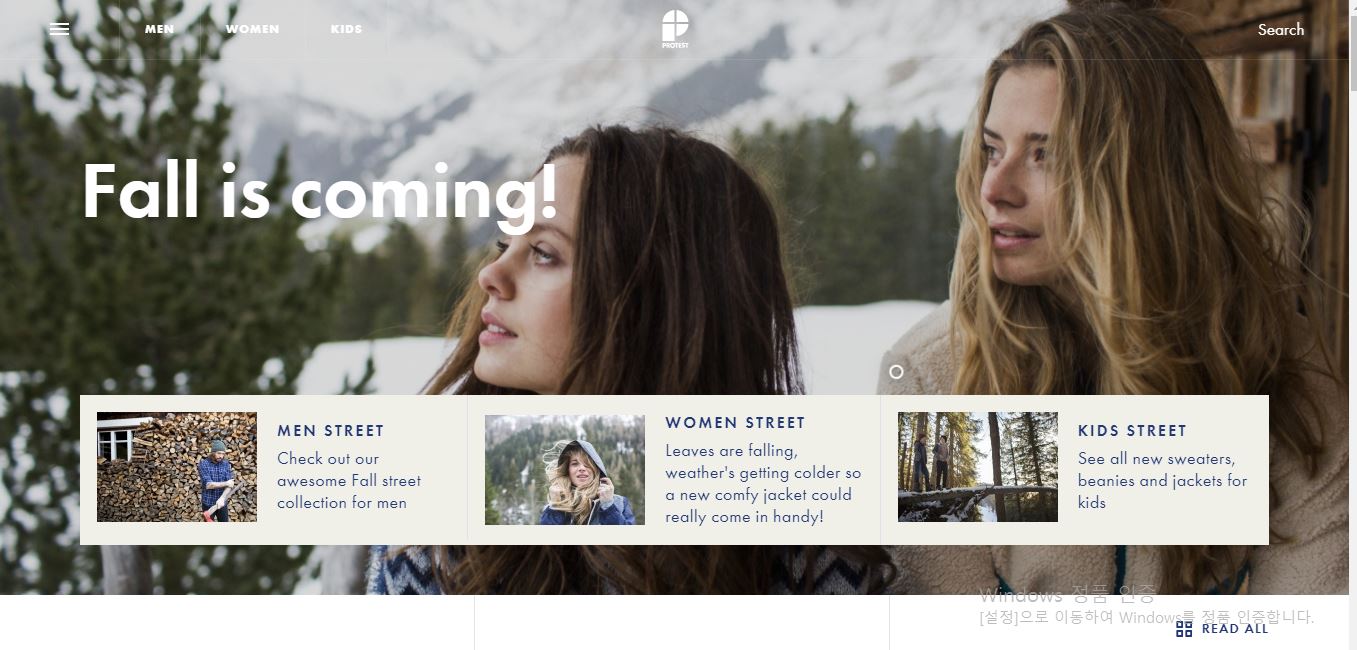 MEN
WOMEN
KIDS
PROTEST
Search
Fall is coming!
MEN STREET
Check out our
awesome Fall street
collection for men
WOMEN STREET
Leaves are falling,
weather's getting colder so
a new comfy jacket could
really come in handy!
KIDS STREET
See all new sweaters,
beanies and jackets for
kids
Windows 정품 인증
[설정]으로 이동하여 Windows를 정품 인증합니다.
READ ALL